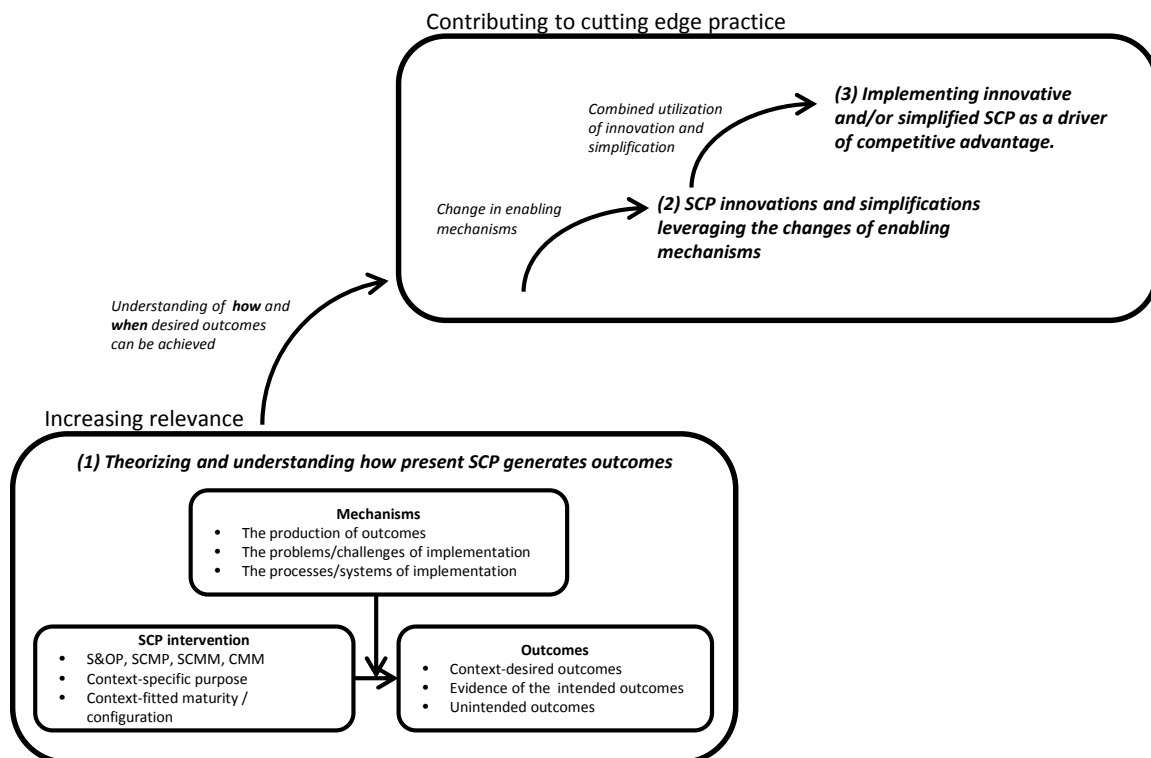 Contributing to cutting edge practice
(3) Implementing innovative
and/or simplified SCP as a driver
of competitive advantage.
Combined utilization
of innovation and
simplification
(2) SCP innovations and simplifications
leveraging the changes of enabling
mechanisms
Change in enabling
mechanisms
Understanding of how and
when desired outcomes
can be achieved
Increasing relevance
(1) Theorizing and understanding how present SCP generates outcomes
Mechanisms
• The production of outcomes
• The problems/challenges of implementation
• The processes/systems of implementation
SCP intervention
• S&OP, SCMP, SCMM, CMM
• Context-specific purpose
• Context-fitted maturity /
configuration
Outcomes
• Context-desired outcomes
• Evidence of the intended outcomes
• Unintended outcomes